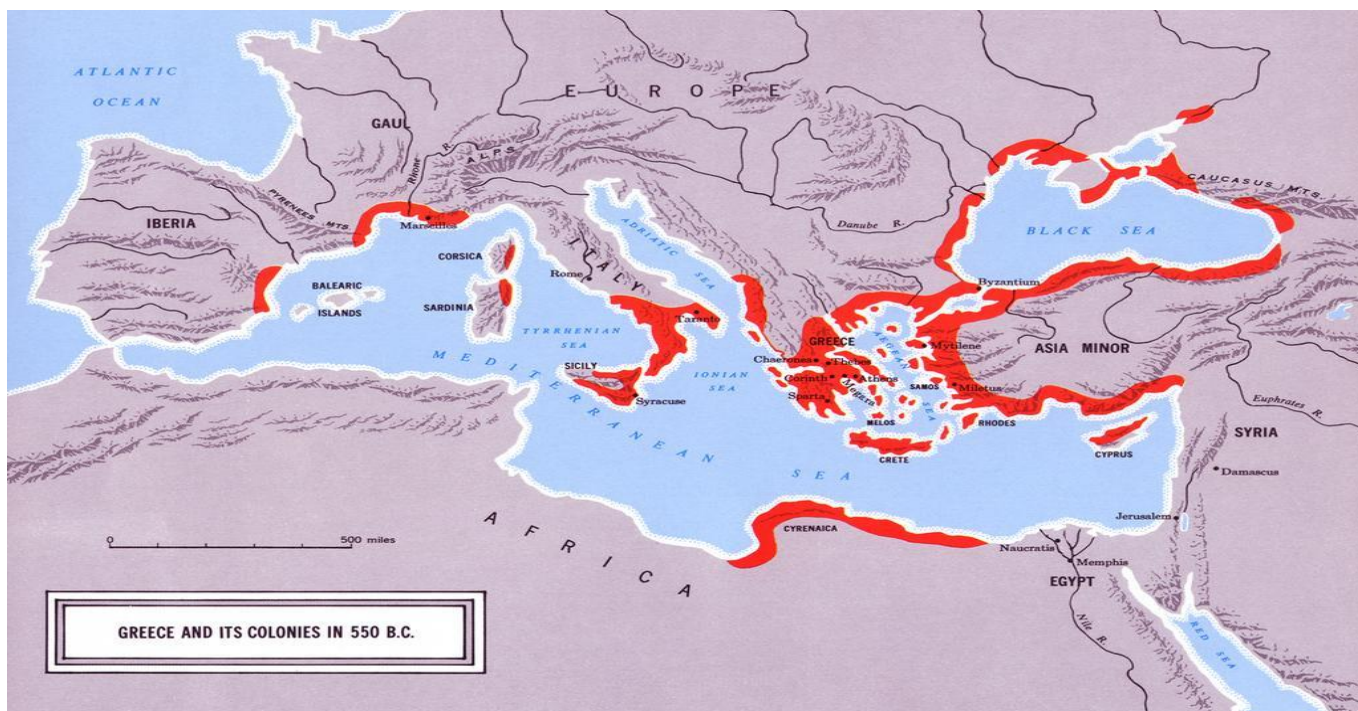 ATLANTIC
OCEAN
EUROPE
GAUL
Rhone R.
ALPS
PYRENEES MTS.
Marseilles
IBERIA
CORSICA
BALEARIC
ISLANDS
SARDINIA
ITALY
Rome
ADRIATIC SEA
Danube R.
CAUCASUS MTS.
BLACK SEA
Byzantium
Taranto
TYRRHENIAN
SEA
GREECE
AEGEAN SEA
Mytilene
ASIA MINOR
Chaeronea
Thebes
SICILY
IONIAN
SEA
Corinth
Athens
Megara
SAMOS
Miletus
Sparta
Syracuse
MELOS
RHODES
Euphrates R.
MEDITERRANEAN SEA
CRETE
CYPRUS
SYRIA
Damascus
CYRENAICA
Jerusalem
AFRICA
Naucratis
Memphis
EGYPT
0 500 miles
Nile R.
RED SEA
GREECE AND ITS COLONIES IN 550 B.C.